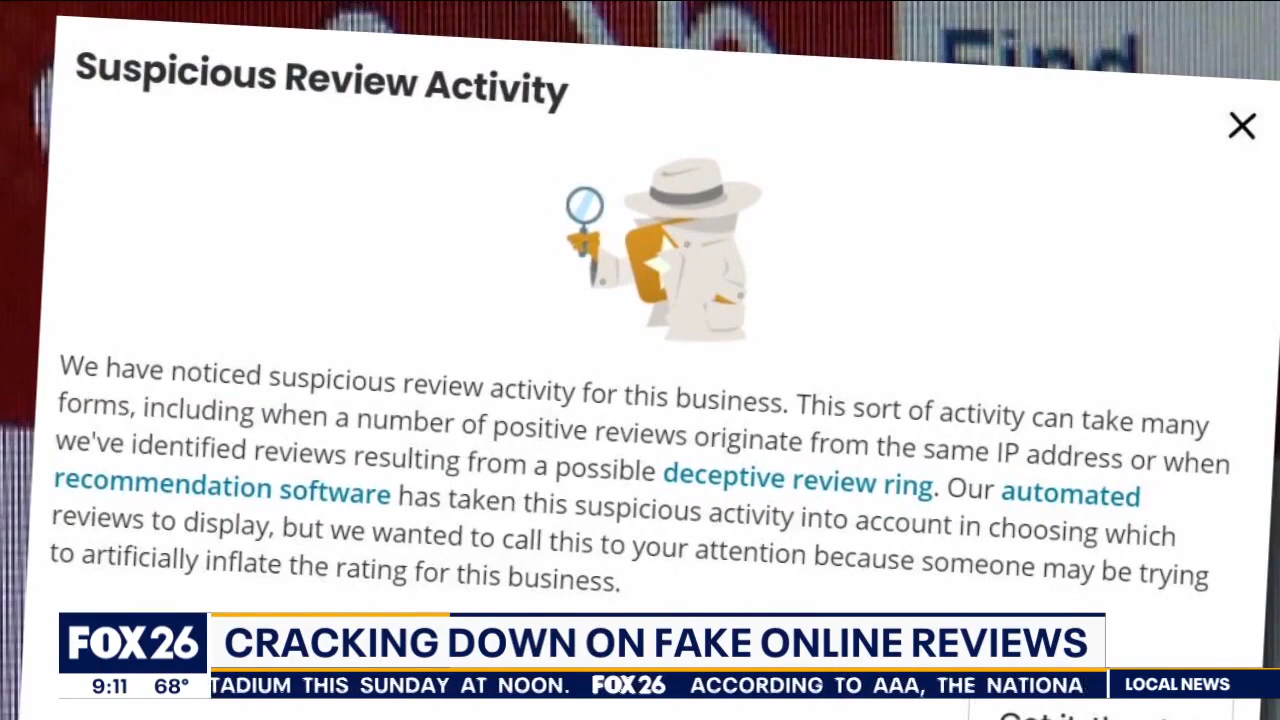 Find
Suspicious Review Activity
We have noticed suspicious review activity for this business. This sort of activity can take many
forms, including when a number of positive reviews originate from the same IP address or when
we've identified reviews resulting from a possible deceptive review ring. Our automated
recommendation software has taken this suspicious activity into account in choosing which
reviews to display, but we wanted to call this to your attention because someone may be trying
to artificially inflate the rating for this business.
FOX 26
CRACKING DOWN ON FAKE ONLINE REVIEWS
9:11 68° TADIUM THIS SUNDAY AT NOON. FOX 26 ACCORDING TO AAA, THE NATIONA LOCAL NEWS